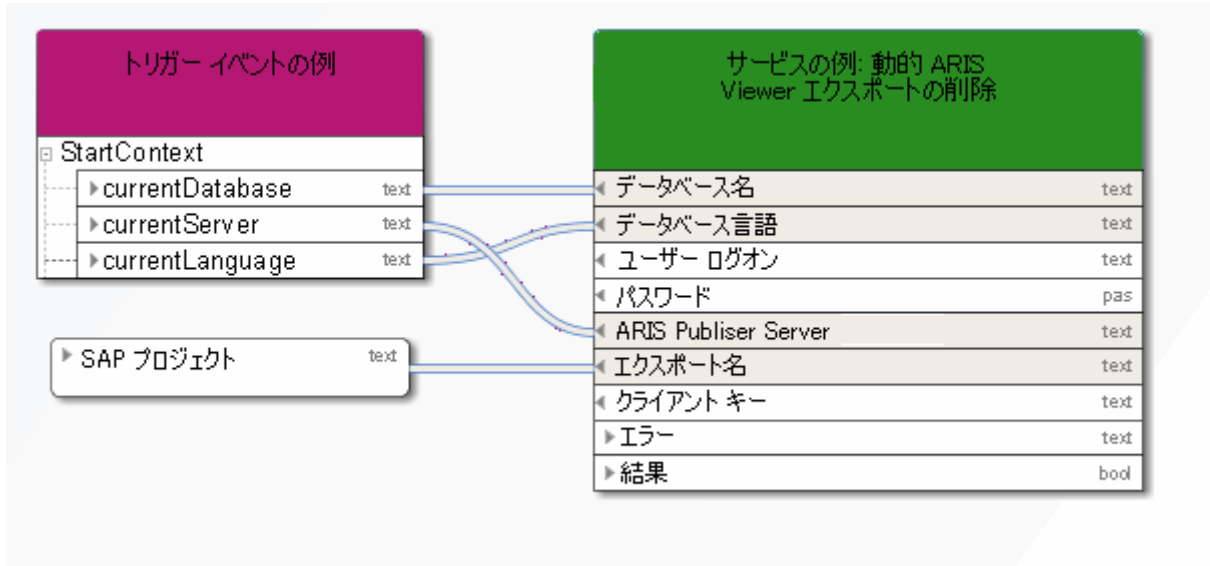 トリガー イベントの例
StartContext
currentDatabase text
currentServer text
currentLanguage text
SAP プロジェクト text
サービスの例: 動的 ARIS
Viewer エクスポートの削除
データベース名 text
データベース言語 text
ユーザー ログオン text
パスワード pas
ARIS Publiser Server text
エクスポート名 text
クライアント キー text
エラー text
結果 bool